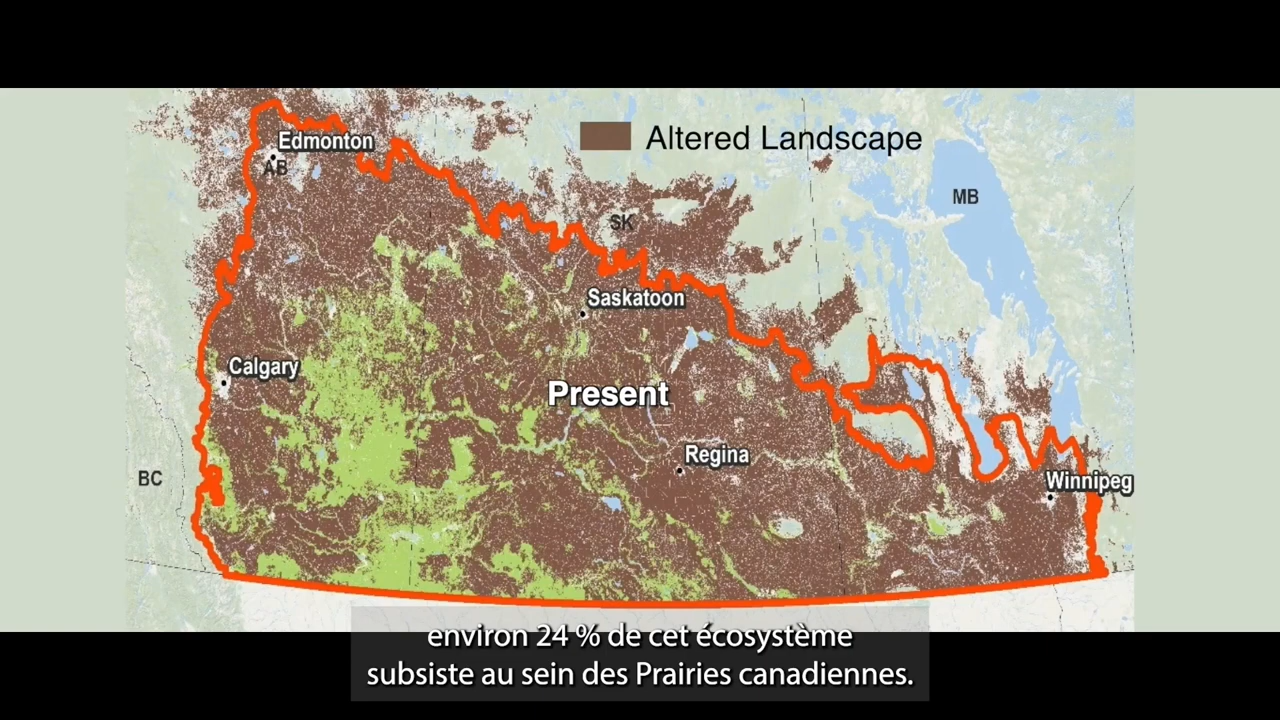 Edmonton
AB
Altered Landscape
MB
SK
Saskatoon
Calgary
Present
Regina
BC
Winnipeg
environ 24 % de cet écosystème
subsiste au sein des Prairies canadiennes.